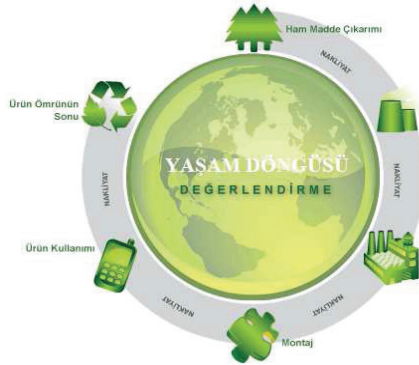 Ham Madde Çıkarımı
NAKLİYAT
NAKLİYAT
NAKLİYAT
Montaj
NAKLİYAT
Ürün Kullanımı
NAKLİYAT
Ürün Ömrünün
Sonu
YAŞAM DÖNGÜSÜ
DEĞERLENDİRME